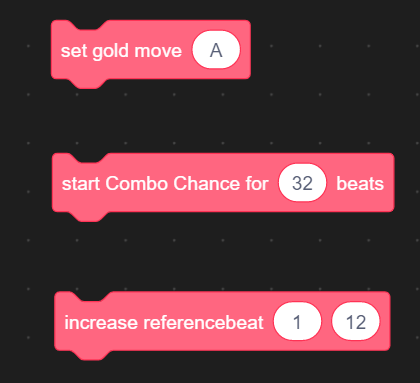 set gold move A
start Combo Chance for 32 beats
increase referencebeat 1 12